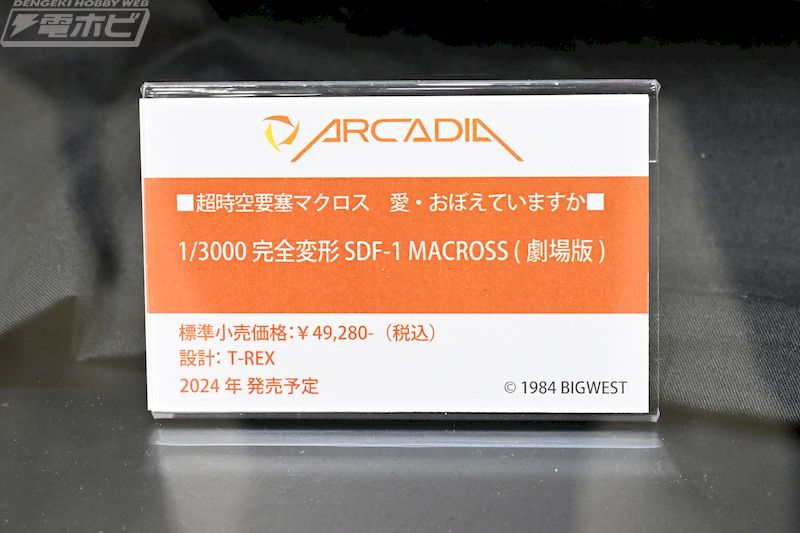 DENGEKI HOBBY WEB
電ホビ
ARCADIA
■超時空要塞マクロス　愛・おぼえていますか■
1/3000 完全変形 SDF-1 MACROSS ( 劇場版 )
標準小売価格:¥ 49,280-（税込）
設計: T-REX
2024 年 発売予定
© 1984 BIGWEST